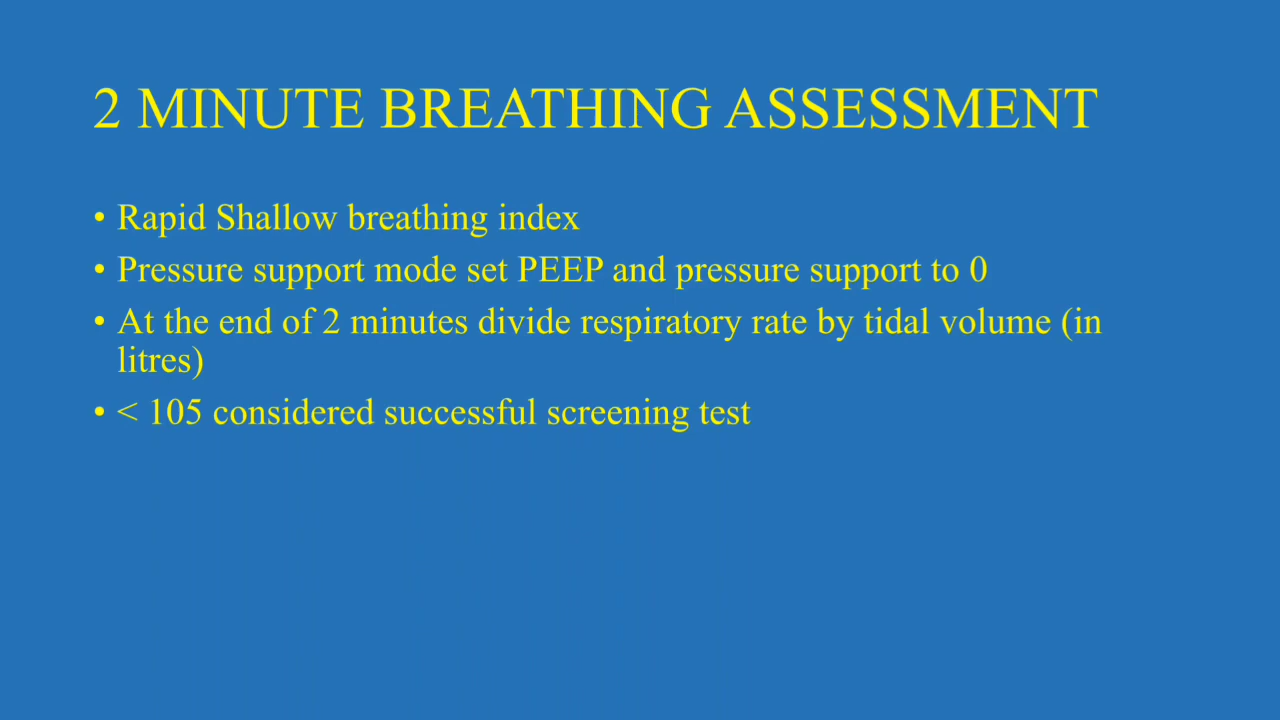 2 MINUTE BREATHING ASSESSMENT
• Rapid Shallow breathing index
• Pressure support mode set PEEP and pressure support to 0
• At the end of 2 minutes divide respiratory rate by tidal volume (in
litres)
• < 105 considered successful screening test